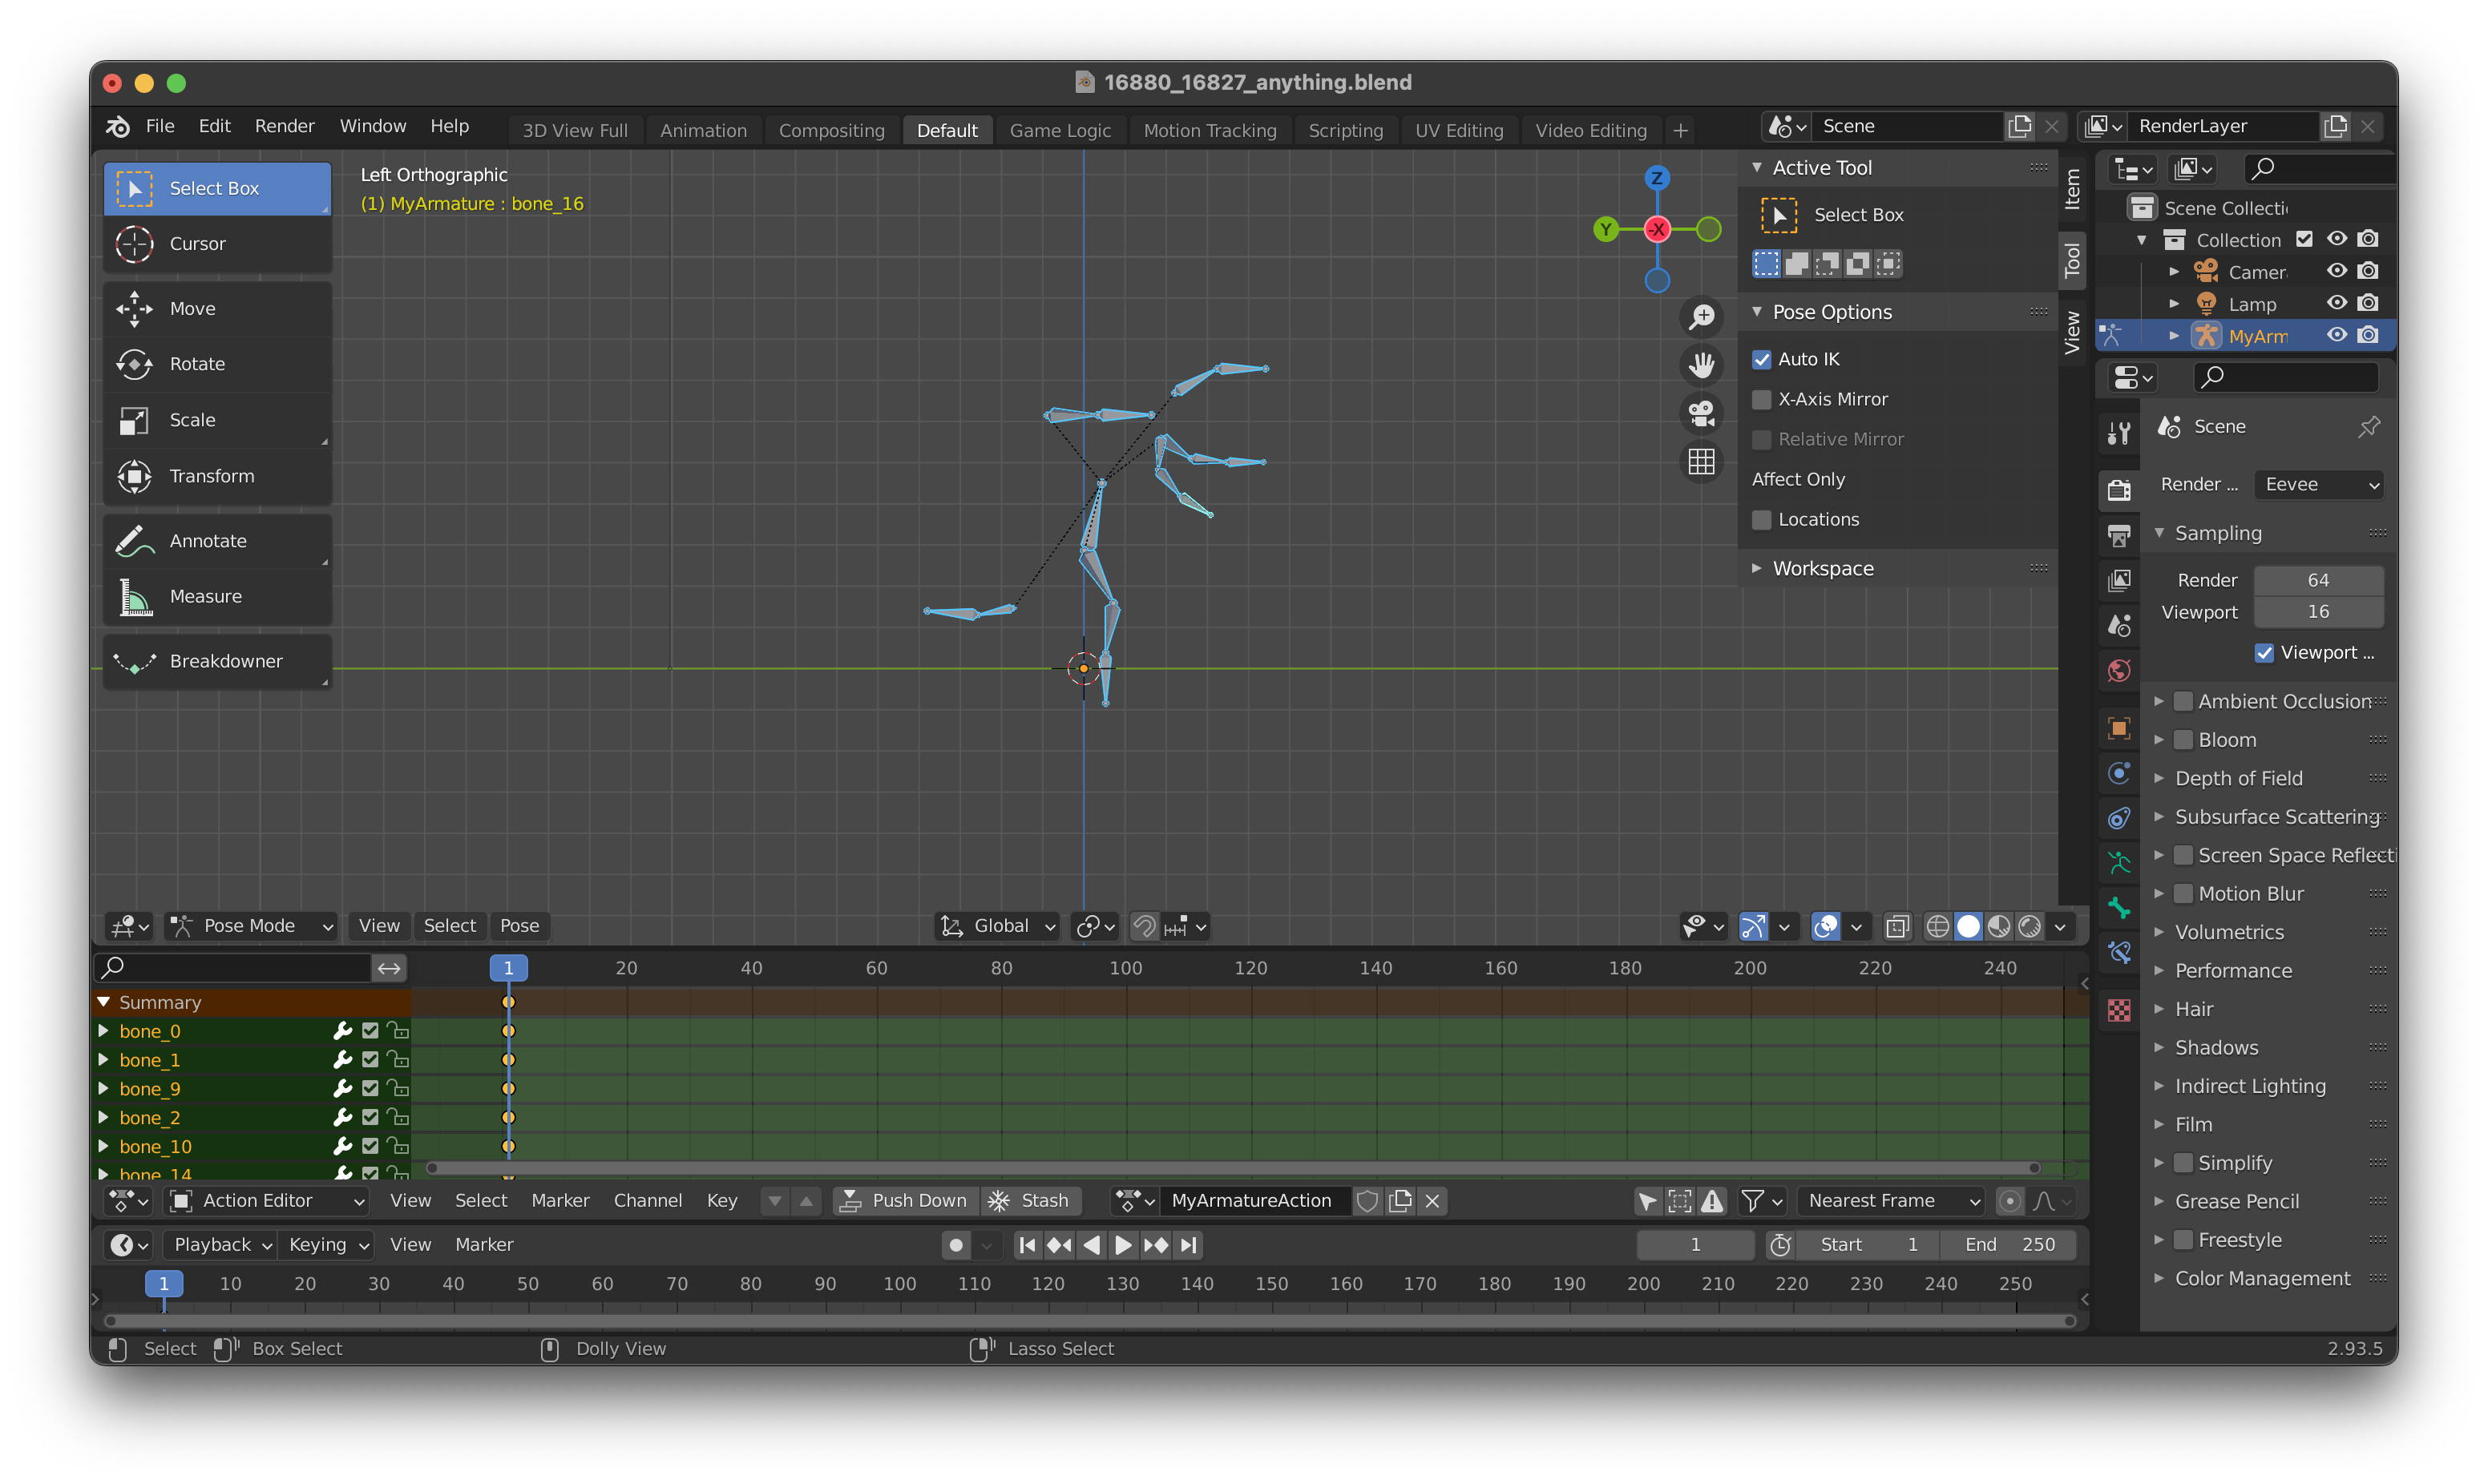 16880_16827_anything.blend
File Edit Render Window Help 3D View Full Animation Compositing Default Game Logic Motion Tracking Scripting UV Editing Video Editing + Scene RenderLayer
Select Box
Cursor
Move
Rotate
Scale
Transform
Annotate
Measure
Breakdowner
Left Orthographic
(1) MyArmature : bone_16
Z
Y
-X
Active Tool
Select Box
Pose Options
Auto IK
X-Axis Mirror
Relative Mirror
Affect Only
Locations
Workspace
Item
Tool
View
Scene Collecti
Collection
Camer
Lamp
MyArm
Scene
Render ... Eevee
Sampling
Render 64
Viewport 16
Viewport ...
Ambient Occlusion
Bloom
Depth of Field
Subsurface Scattering
Screen Space Reflecti
Motion Blur
Volumetrics
Performance
Hair
Shadows
Indirect Lighting
Film
Simplify
Grease Pencil
Freestyle
Color Management
Pose Mode View Select Pose Global
1 20 40 60 80 100 120 140 160 180 200 220 240
Summary
bone_0
bone_1
bone_9
bone_2
bone_10
bone_14
Action Editor View Select Marker Channel Key Push Down Stash MyArmatureAction Nearest Frame
Playback Keying View Marker 1 Start 1 End 250
1 10 20 30 40 50 60 70 80 90 100 110 120 130 140 150 160 170 180 190 200 210 220 230 240 250
Select Box Select Dolly View Lasso Select 2.93.5